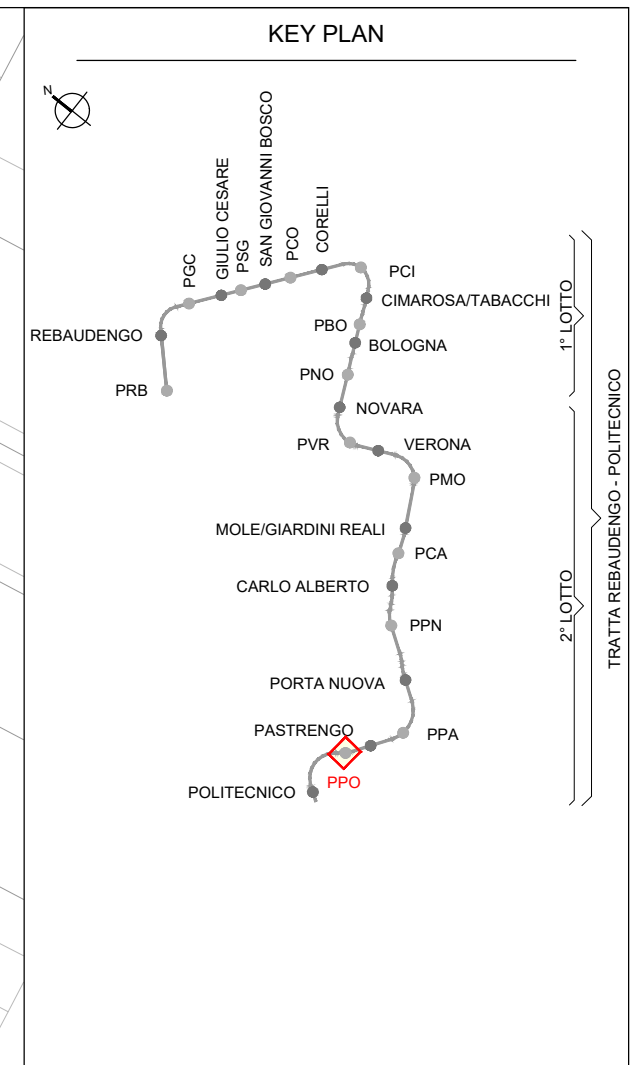 KEY PLAN
N
PGC
GIULIO CESARE
PSG
SAN GIOVANNI BOSCO
PCO
CORELLI
PCI
CIMAROSA/TABACCHI
REBAUDENGO
PBO
BOLOGNA
PRB
PNO
NOVARA
PVR
VERONA
PMO
MOLE/GIARDINI REALI
PCA
CARLO ALBERTO
PPN
PORTA NUOVA
PASTRENGO
PPA
PPO
POLITECNICO
1° LOTTO
2° LOTTO
TRATTA REBAUDENGO - POLITECNICO